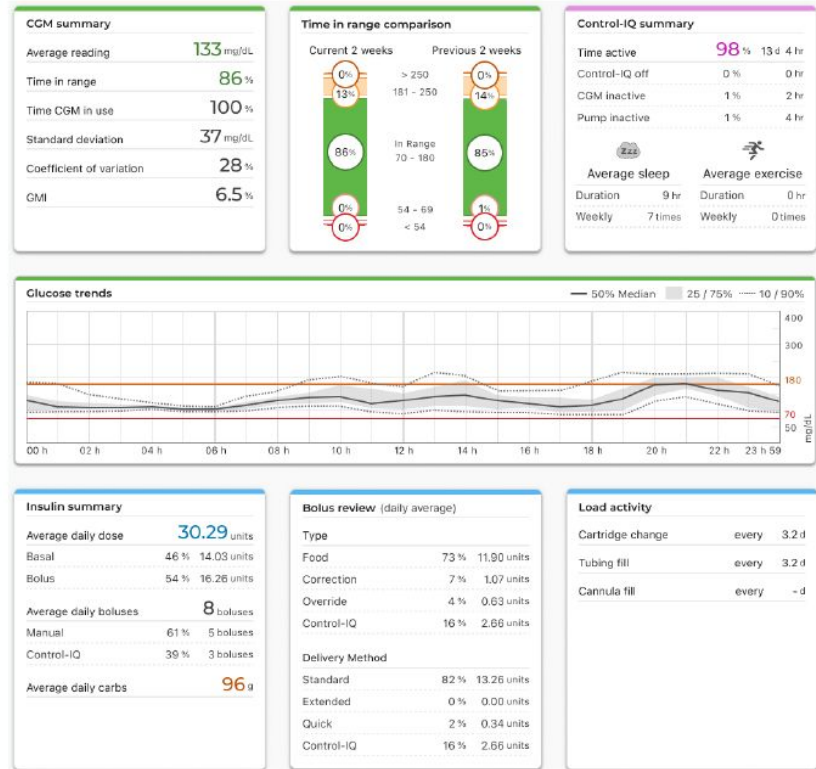 CGM summary
Average reading 133 mg/dL
Time in range 86 %
Time CGM in use 100 %
Standard deviation 37 mg/dL
Coefficient of variation 28 %
GMI 6.5 %
Time in range comparison
Current 2 weeks Previous 2 weeks
0% > 250 0%
13% 181 - 250 14%
86% In Range 85%
70 - 180
0% 54 - 69 1%
0% < 54 0%
Control-IQ summary
Time active 98 % 13 d 4 hr
Control-IQ off 0 % 0 hr
CGM inactive 1 % 2 hr
Pump inactive 1 % 4 hr
Zzz
Average sleep Average exercise
Duration 9 hr Duration 0 hr
Weekly 7 times Weekly 0 times
Glucose trends 50% Median 25 / 75% 10 / 90%
400
300
180
70
50
mg/dL
00 h 02 h 04 h 06 h 08 h 10 h 12 h 14 h 16 h 18 h 20 h 22 h 23 h 59
Insulin summary
Average daily dose 30.29 units
Basal 46 % 14.03 units
Bolus 54 % 16.26 units
Average daily boluses 8 boluses
Manual 61 % 5 boluses
Control-IQ 39 % 3 boluses
Average daily carbs 96 g
Bolus review (daily average)
Type
Food 73 % 11.90 units
Correction 7 % 1.07 units
Override 4 % 0.63 units
Control-IQ 16 % 2.66 units
Delivery Method
Standard 82 % 13.26 units
Extended 0 % 0.00 units
Quick 2 % 0.34 units
Control-IQ 16 % 2.66 units
Load activity
Cartridge change every 3.2 d
Tubing fill every 3.2 d
Cannula fill every - d